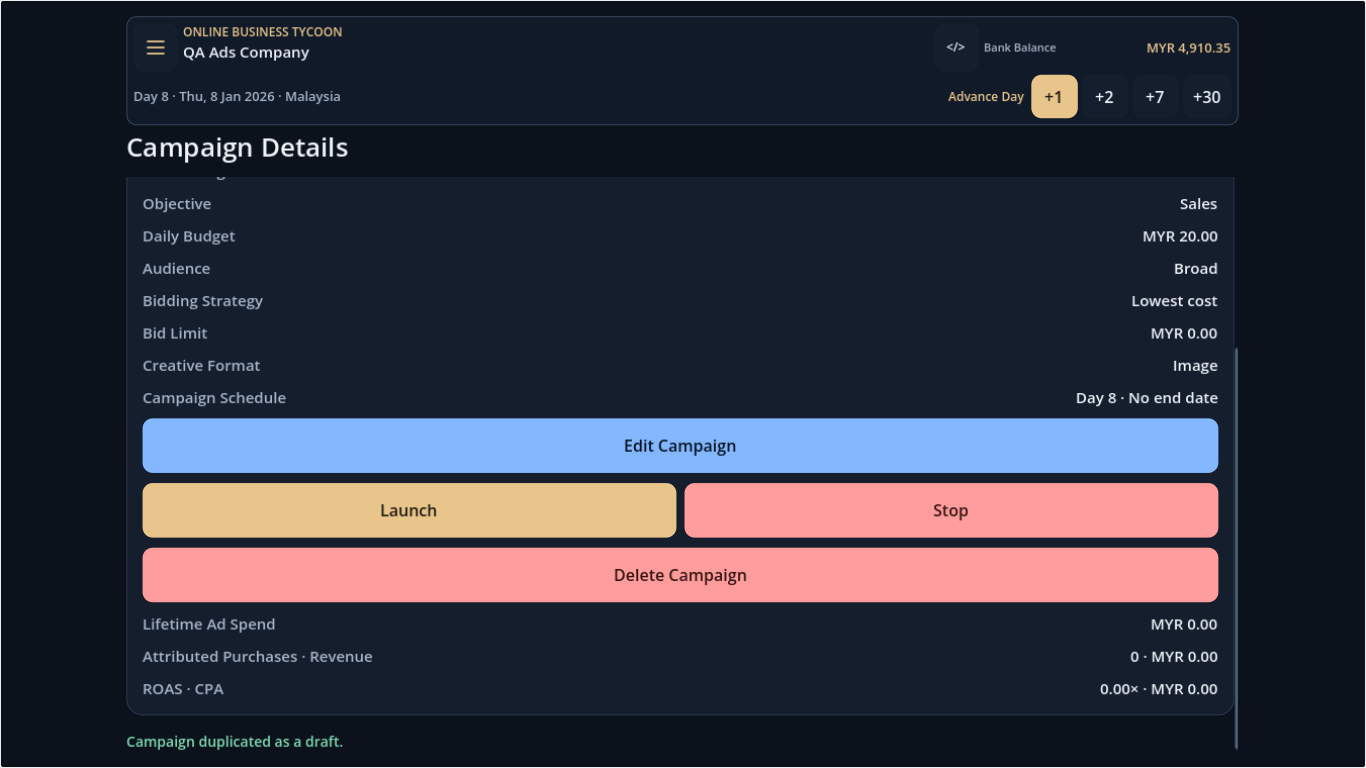 ONLINE BUSINESS TYCOON
QA Ads Company
</> Bank Balance MYR 4,910.35
Day 8 · Thu, 8 Jan 2026 · Malaysia
Advance Day +1 +2 +7 +30
Campaign Details
Objective Sales
Daily Budget MYR 20.00
Audience Broad
Bidding Strategy Lowest cost
Bid Limit MYR 0.00
Creative Format Image
Campaign Schedule Day 8 · No end date
Edit Campaign
Launch Stop
Delete Campaign
Lifetime Ad Spend MYR 0.00
Attributed Purchases · Revenue 0 · MYR 0.00
ROAS · CPA 0.00× · MYR 0.00
Campaign duplicated as a draft.